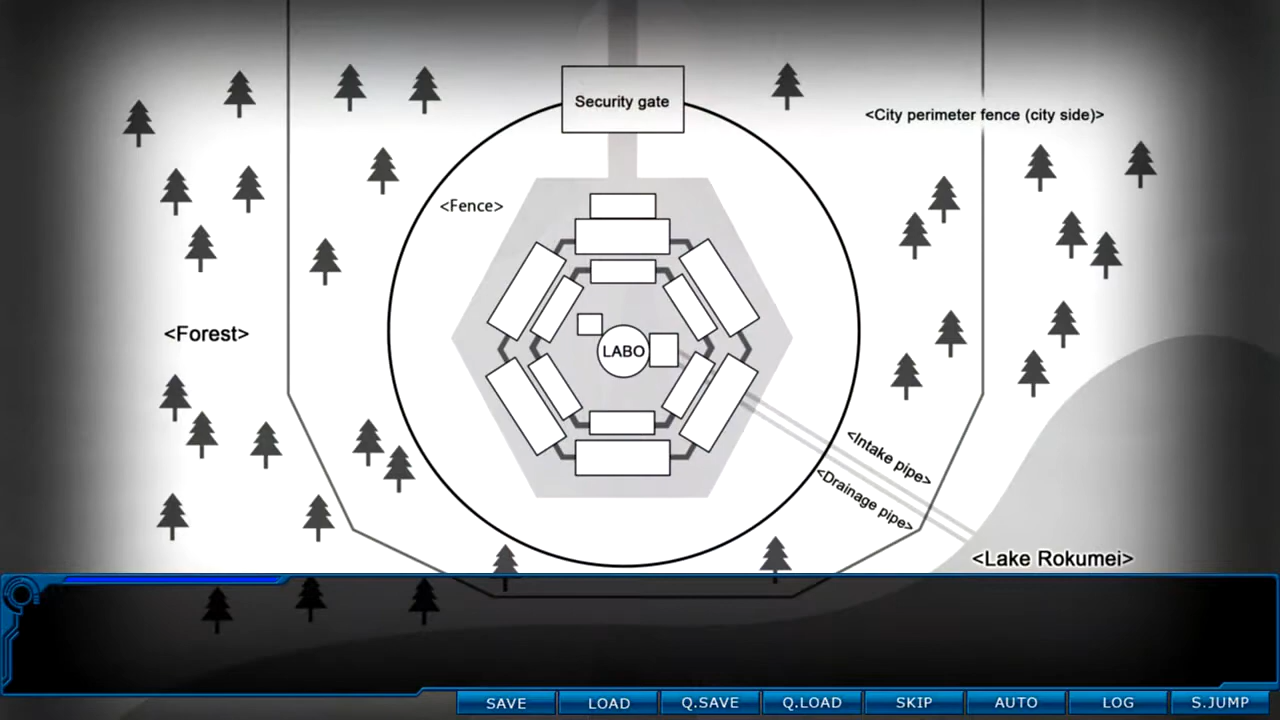 Security gate
<City perimeter fence (city side)>
<Fence>
<Forest>
LABO
<Intake pipe>
<Drainage pipe>
<Lake Rokumei>
SAVE
LOAD
Q.SAVE
Q.LOAD
SKIP
AUTO
LOG
S.JUMP